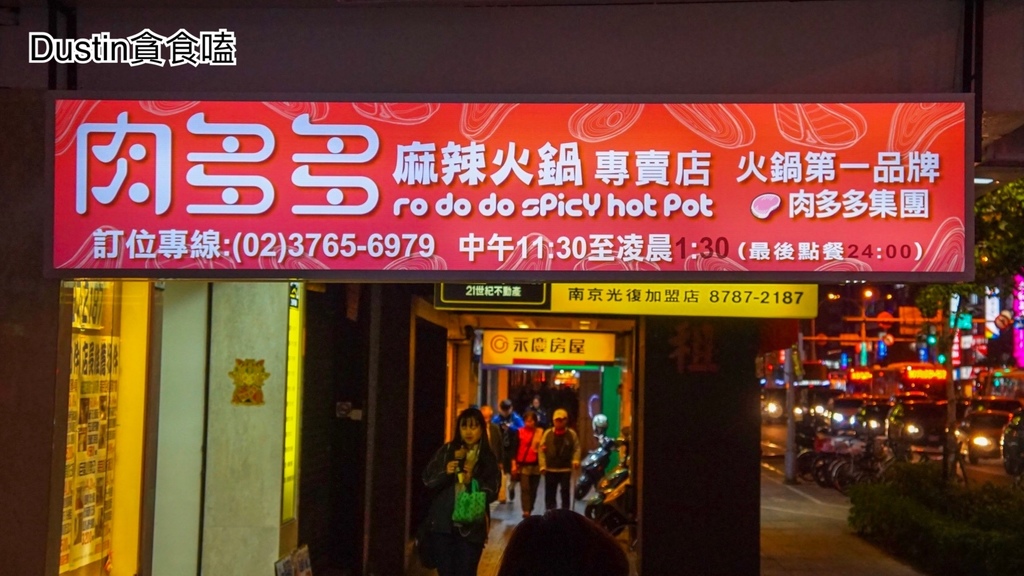 Dustin貪食嗑
肉多多 麻辣火鍋 專賣店 火鍋第一品牌
ro do do spicy hot pot 肉多多集團
訂位專線:(02)3765-6979 中午11:30至凌晨1:30 (最後點餐24:00)
21世紀不動產 南京光復加盟店 8787-2187
永慶房屋
租